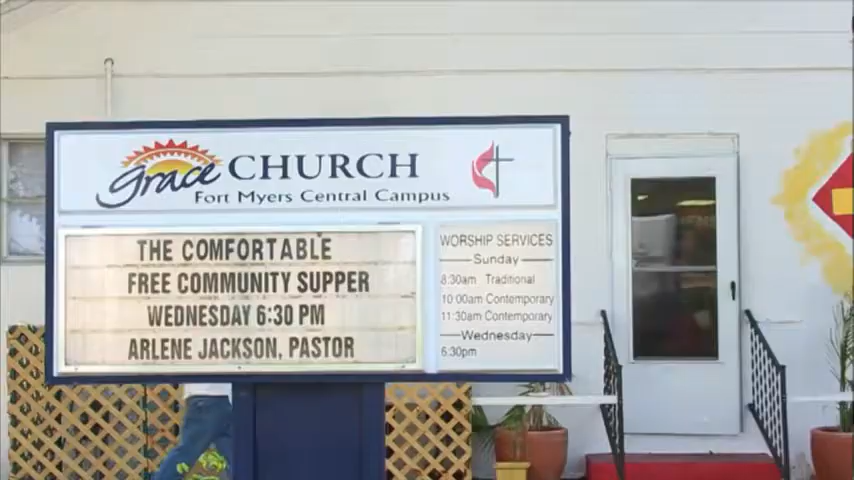 grace CHURCH
Fort Myers Central Campus
THE COMFORTABLE
FREE COMMUNITY SUPPER
WEDNESDAY 6:30 PM
ARLENE JACKSON, PASTOR
WORSHIP SERVICES
Sunday
8:30am Traditional
10:00am Contemporary
11:30am Contemporary
Wednesday
6:30pm